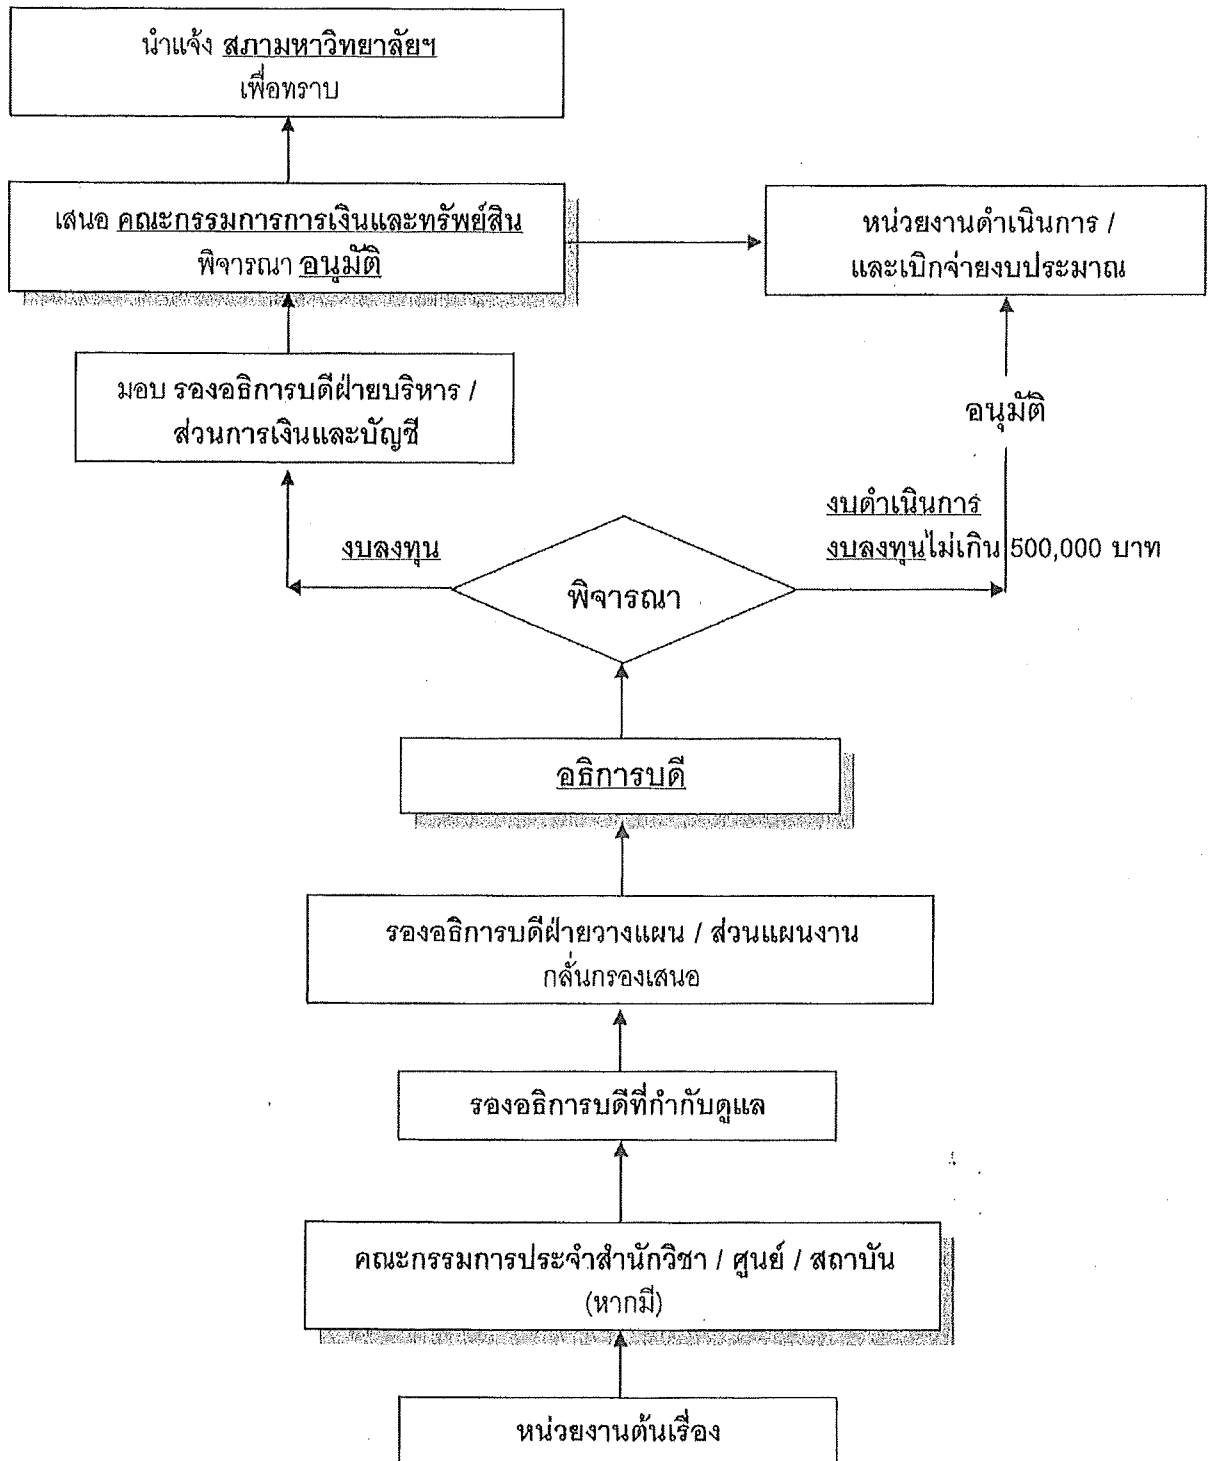 นำแจ้ง สภามหาวิทยาลัยฯ
เพื่อทราบ
เสนอ คณะกรรมการการเงินและทรัพย์สิน
พิจารณา อนุมัติ
หน่วยงานดำเนินการ /
และเบิกจ่ายงบประมาณ
มอบ รองอธิการบดีฝ่ายบริหาร /
ส่วนการเงินและบัญชี
อนุมัติ
งบดำเนินการ
งบลงทุนไม่เกิน 500,000 บาท
งบลงทุน
พิจารณา
อธิการบดี
รองอธิการบดีฝ่ายวางแผน / ส่วนแผนงาน
กลั่นกรองเสนอ
รองอธิการบดีที่กำกับดูแล
คณะกรรมการประจำสำนักวิชา / ศูนย์ / สถาบัน
(หากมี)
หน่วยงานต้นเรื่อง